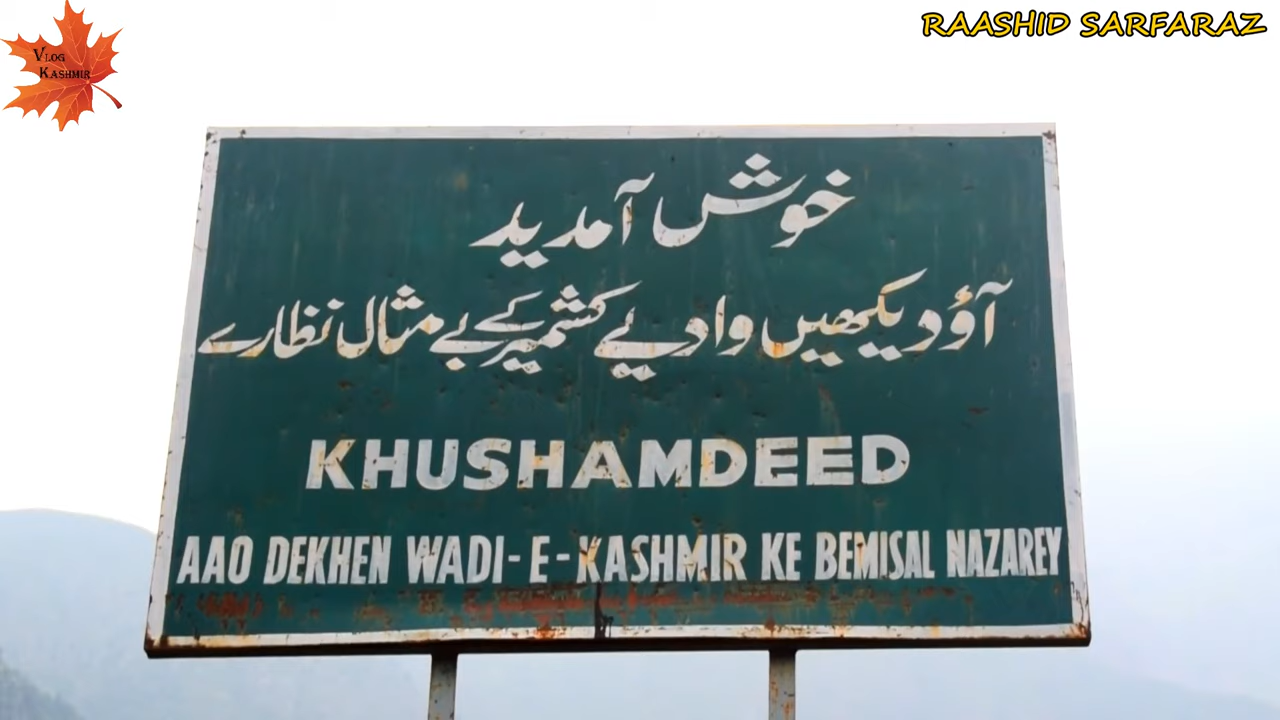 Vlog
Kashmir
RAASHID SARFARAZ
خوش آمدید
آؤ دیکھیں وادیے کشمیر کے بے مثال نظارے
KHUSHAMDEED
AAO DEKHEN WADI-E-KASHMIR KE BEMISAL NAZAREY